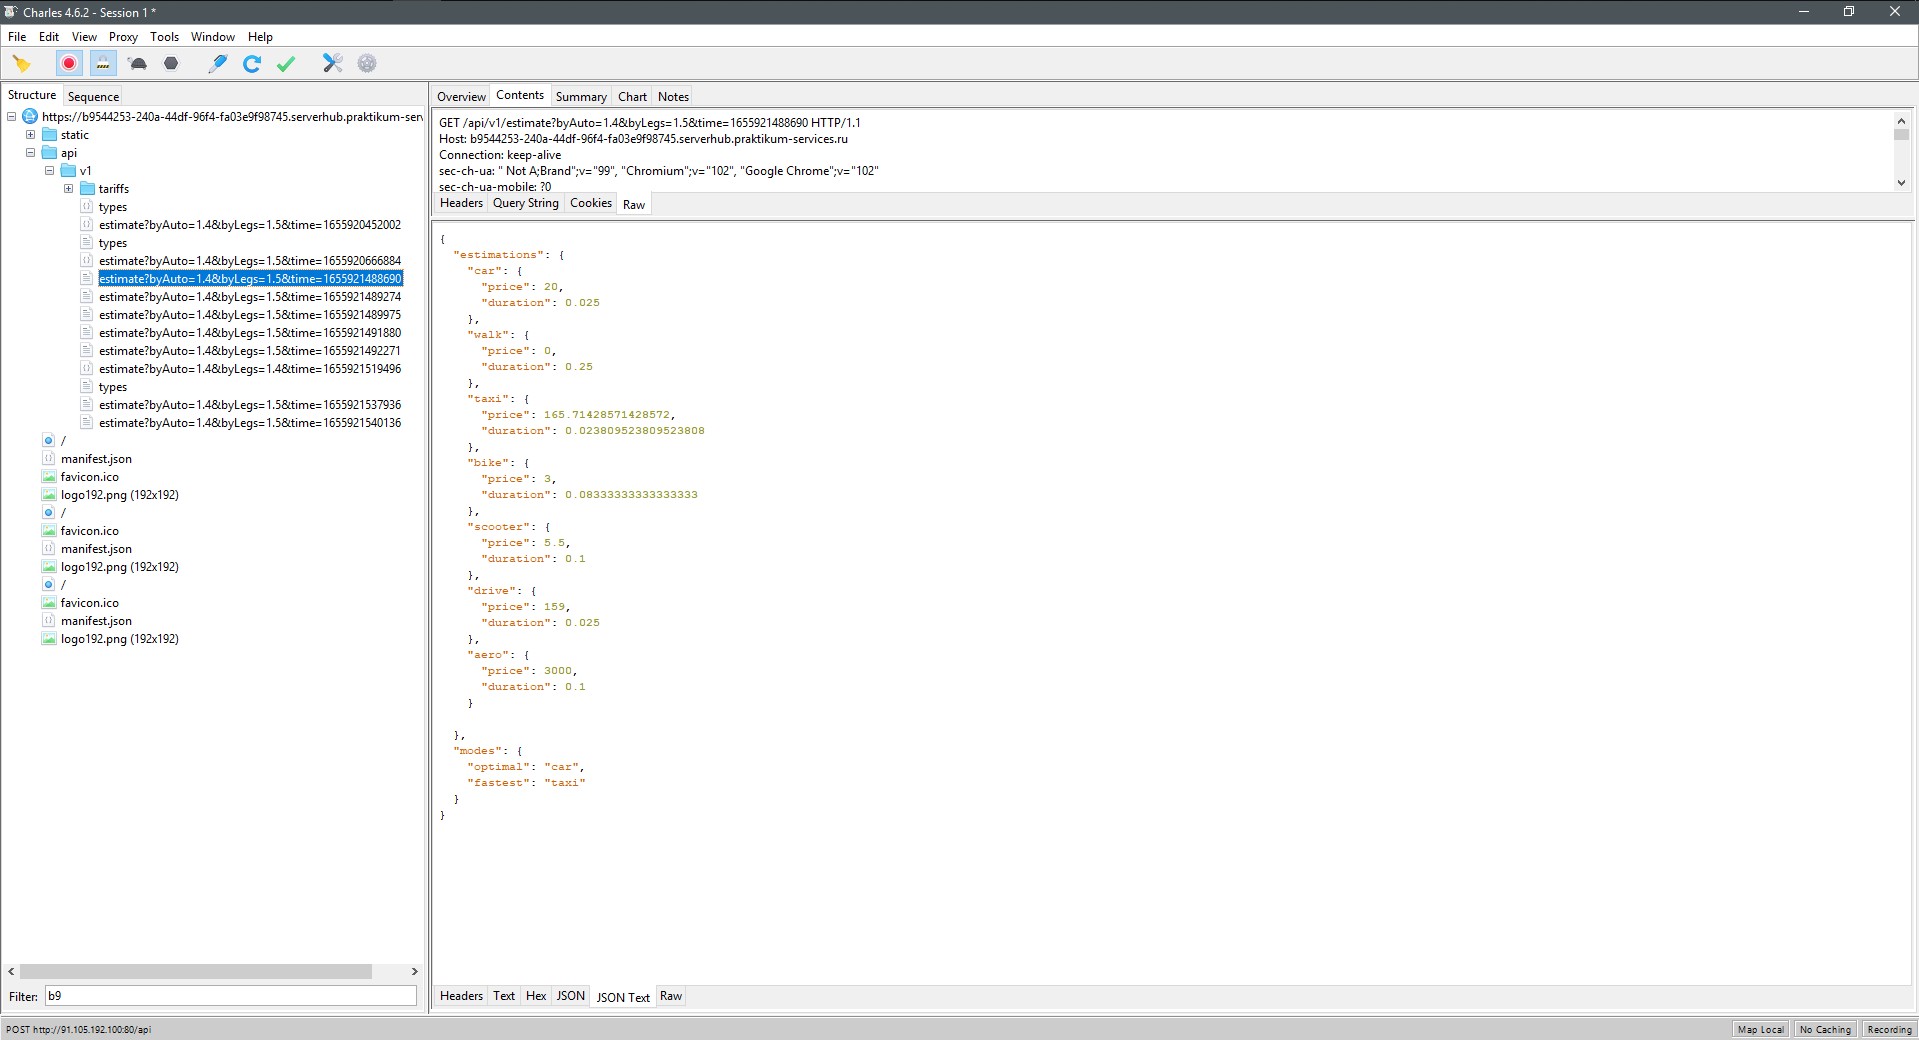 Charles 4.6.2 - Session 1 *
File Edit View Proxy Tools Window Help
Structure Sequence
https://b9544253-240a-44df-96f4-fa03e9f98745.serverhub.praktikum-serv
static
api
v1
tariffs
types
estimate?byAuto=1.4&byLegs=1.5&time=1655920452002
types
estimate?byAuto=1.4&byLegs=1.5&time=1655920666884
estimate?byAuto=1.4&byLegs=1.5&time=1655921488690
estimate?byAuto=1.4&byLegs=1.5&time=1655921489274
estimate?byAuto=1.4&byLegs=1.5&time=1655921489975
estimate?byAuto=1.4&byLegs=1.5&time=1655921491880
estimate?byAuto=1.4&byLegs=1.5&time=1655921492271
estimate?byAuto=1.4&byLegs=1.4&time=1655921519496
types
estimate?byAuto=1.4&byLegs=1.5&time=1655921537936
estimate?byAuto=1.4&byLegs=1.5&time=1655921540136
/
manifest.json
favicon.ico
logo192.png (192x192)
/
favicon.ico
manifest.json
logo192.png (192x192)
/
favicon.ico
manifest.json
logo192.png (192x192)
Filter: b9
Overview Contents Summary Chart Notes
GET /api/v1/estimate?byAuto=1.4&byLegs=1.5&time=1655921488690 HTTP/1.1
Host: b9544253-240a-44df-96f4-fa03e9f98745.serverhub.praktikum-services.ru
Connection: keep-alive
sec-ch-ua: " Not A;Brand";v="99", "Chromium";v="102", "Google Chrome";v="102"
sec-ch-ua-mobile: ?0
Headers Query String Cookies Raw
{
"estimations": {
"car": {
"price": 20,
"duration": 0.025
},
"walk": {
"price": 0,
"duration": 0.25
},
"taxi": {
"price": 165.71428571428572,
"duration": 0.023809523809523808
},
"bike": {
"price": 3,
"duration": 0.08333333333333333
},
"scooter": {
"price": 5.5,
"duration": 0.1
},
"drive": {
"price": 159,
"duration": 0.025
},
"aero": {
"price": 3000,
"duration": 0.1
}
},
"modes": {
"optimal": "car",
"fastest": "taxi"
}
}
Headers Text Hex JSON JSON Text Raw
POST http://91.105.192.100:80/api
Map Local No Caching Recording